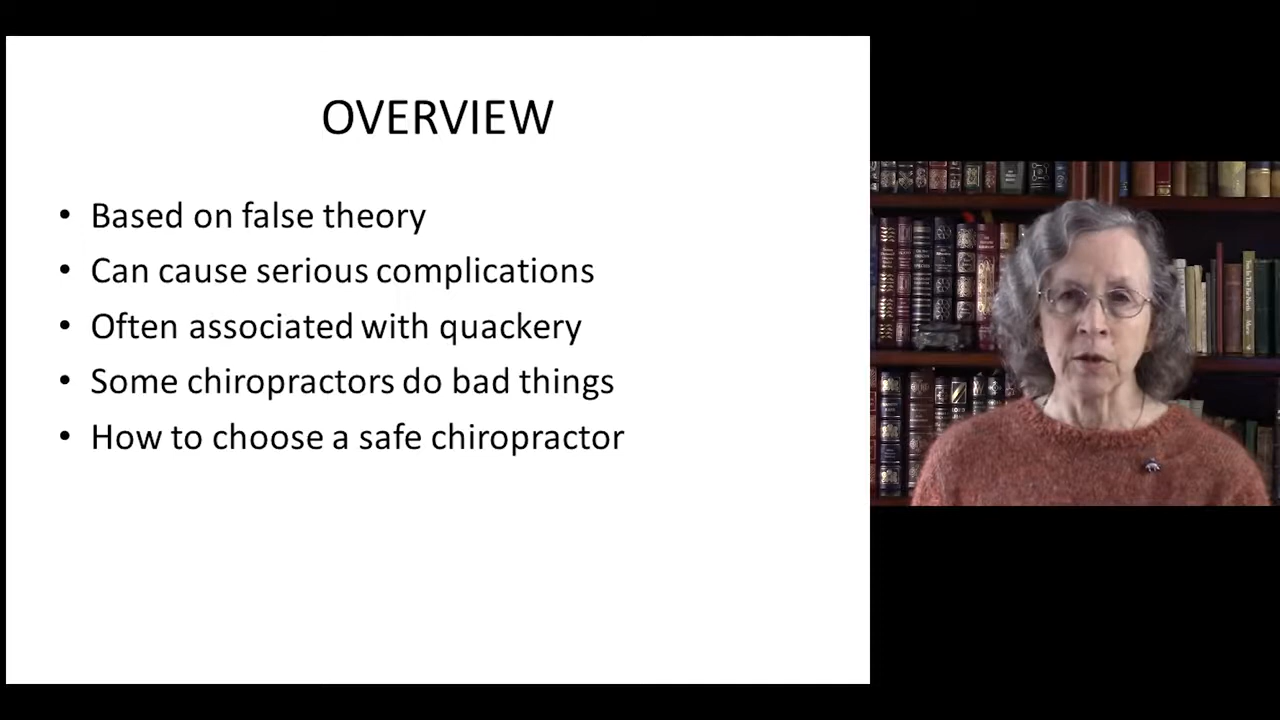 OVERVIEW
• Based on false theory
• Can cause serious complications
• Often associated with quackery
• Some chiropractors do bad things
• How to choose a safe chiropractor